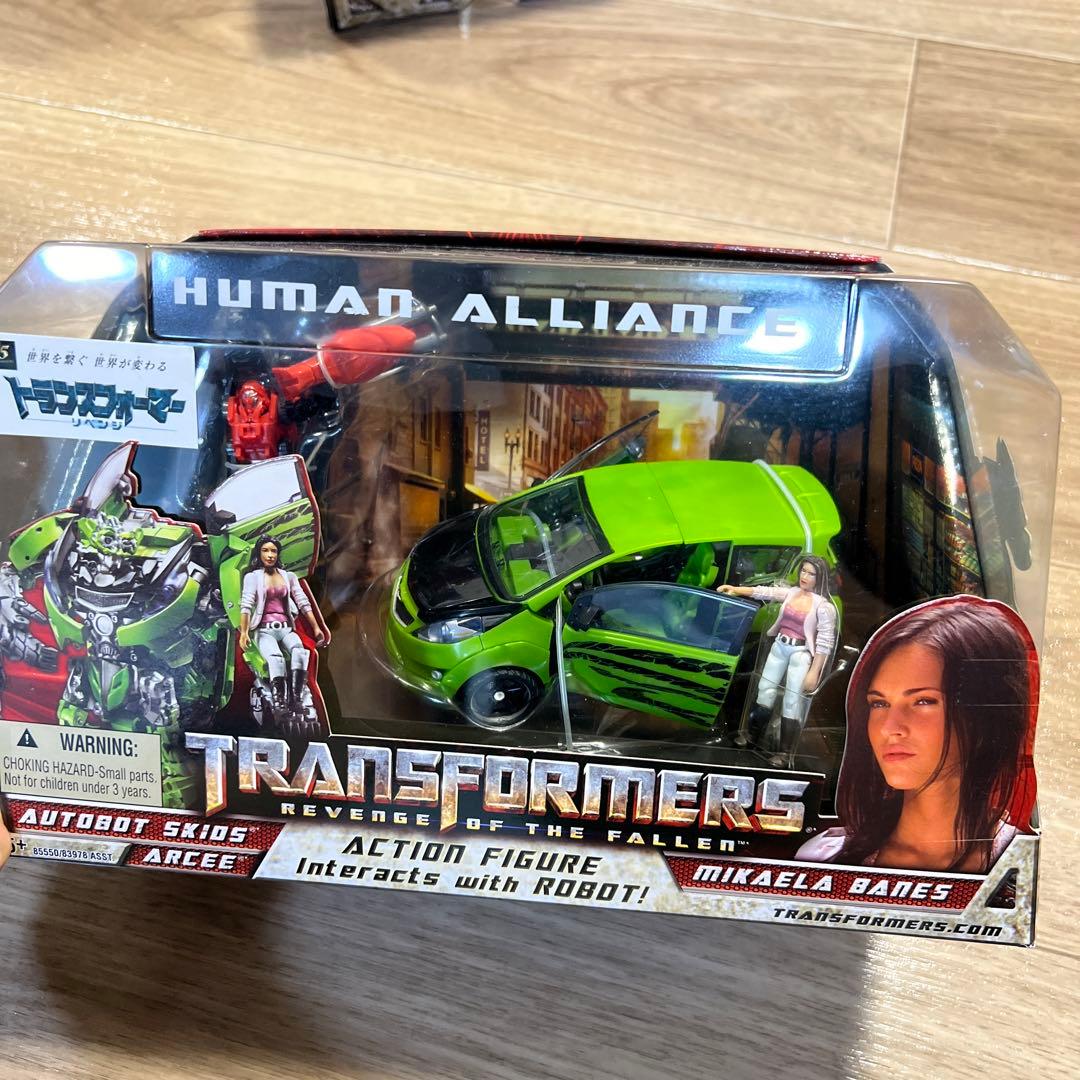 HUMAN ALLIANCE
世界を繋ぐ 世界が変わる
トランスフォーマー
リベンジ
HOTEL
WARNING:
CHOKING HAZARD-Small parts.
Not for children under 3 years.
TRANSFORMERS
REVENGE OF THE FALLEN™
AUTOBOT SKIDS
85550/83978 ASST
ARCEE
ACTION FIGURE
Interacts with ROBOT!
MIKAELA BANES
TRANSFORMERS.COM